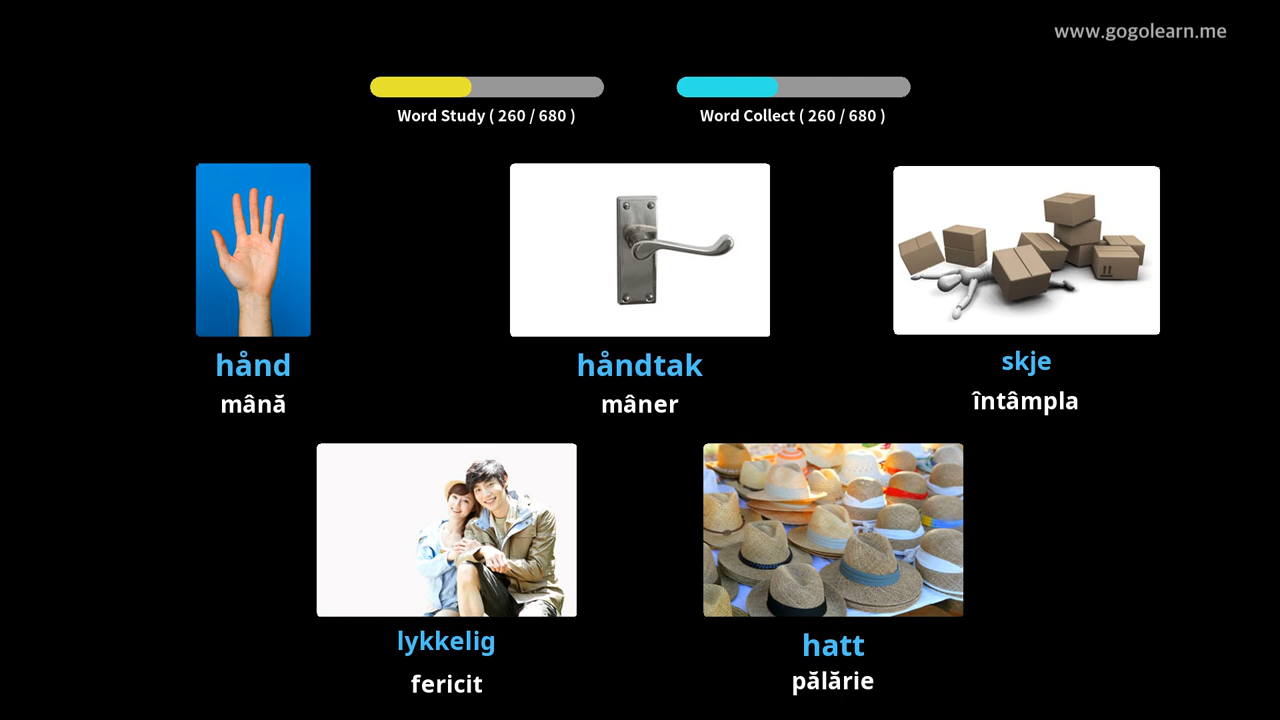 www.gogolearn.me
Word Study ( 260 / 680 )
Word Collect ( 260 / 680 )
hånd
mână
håndtak
mâner
skje
întâmpla
lykkelig
fericit
hatt
pălărie